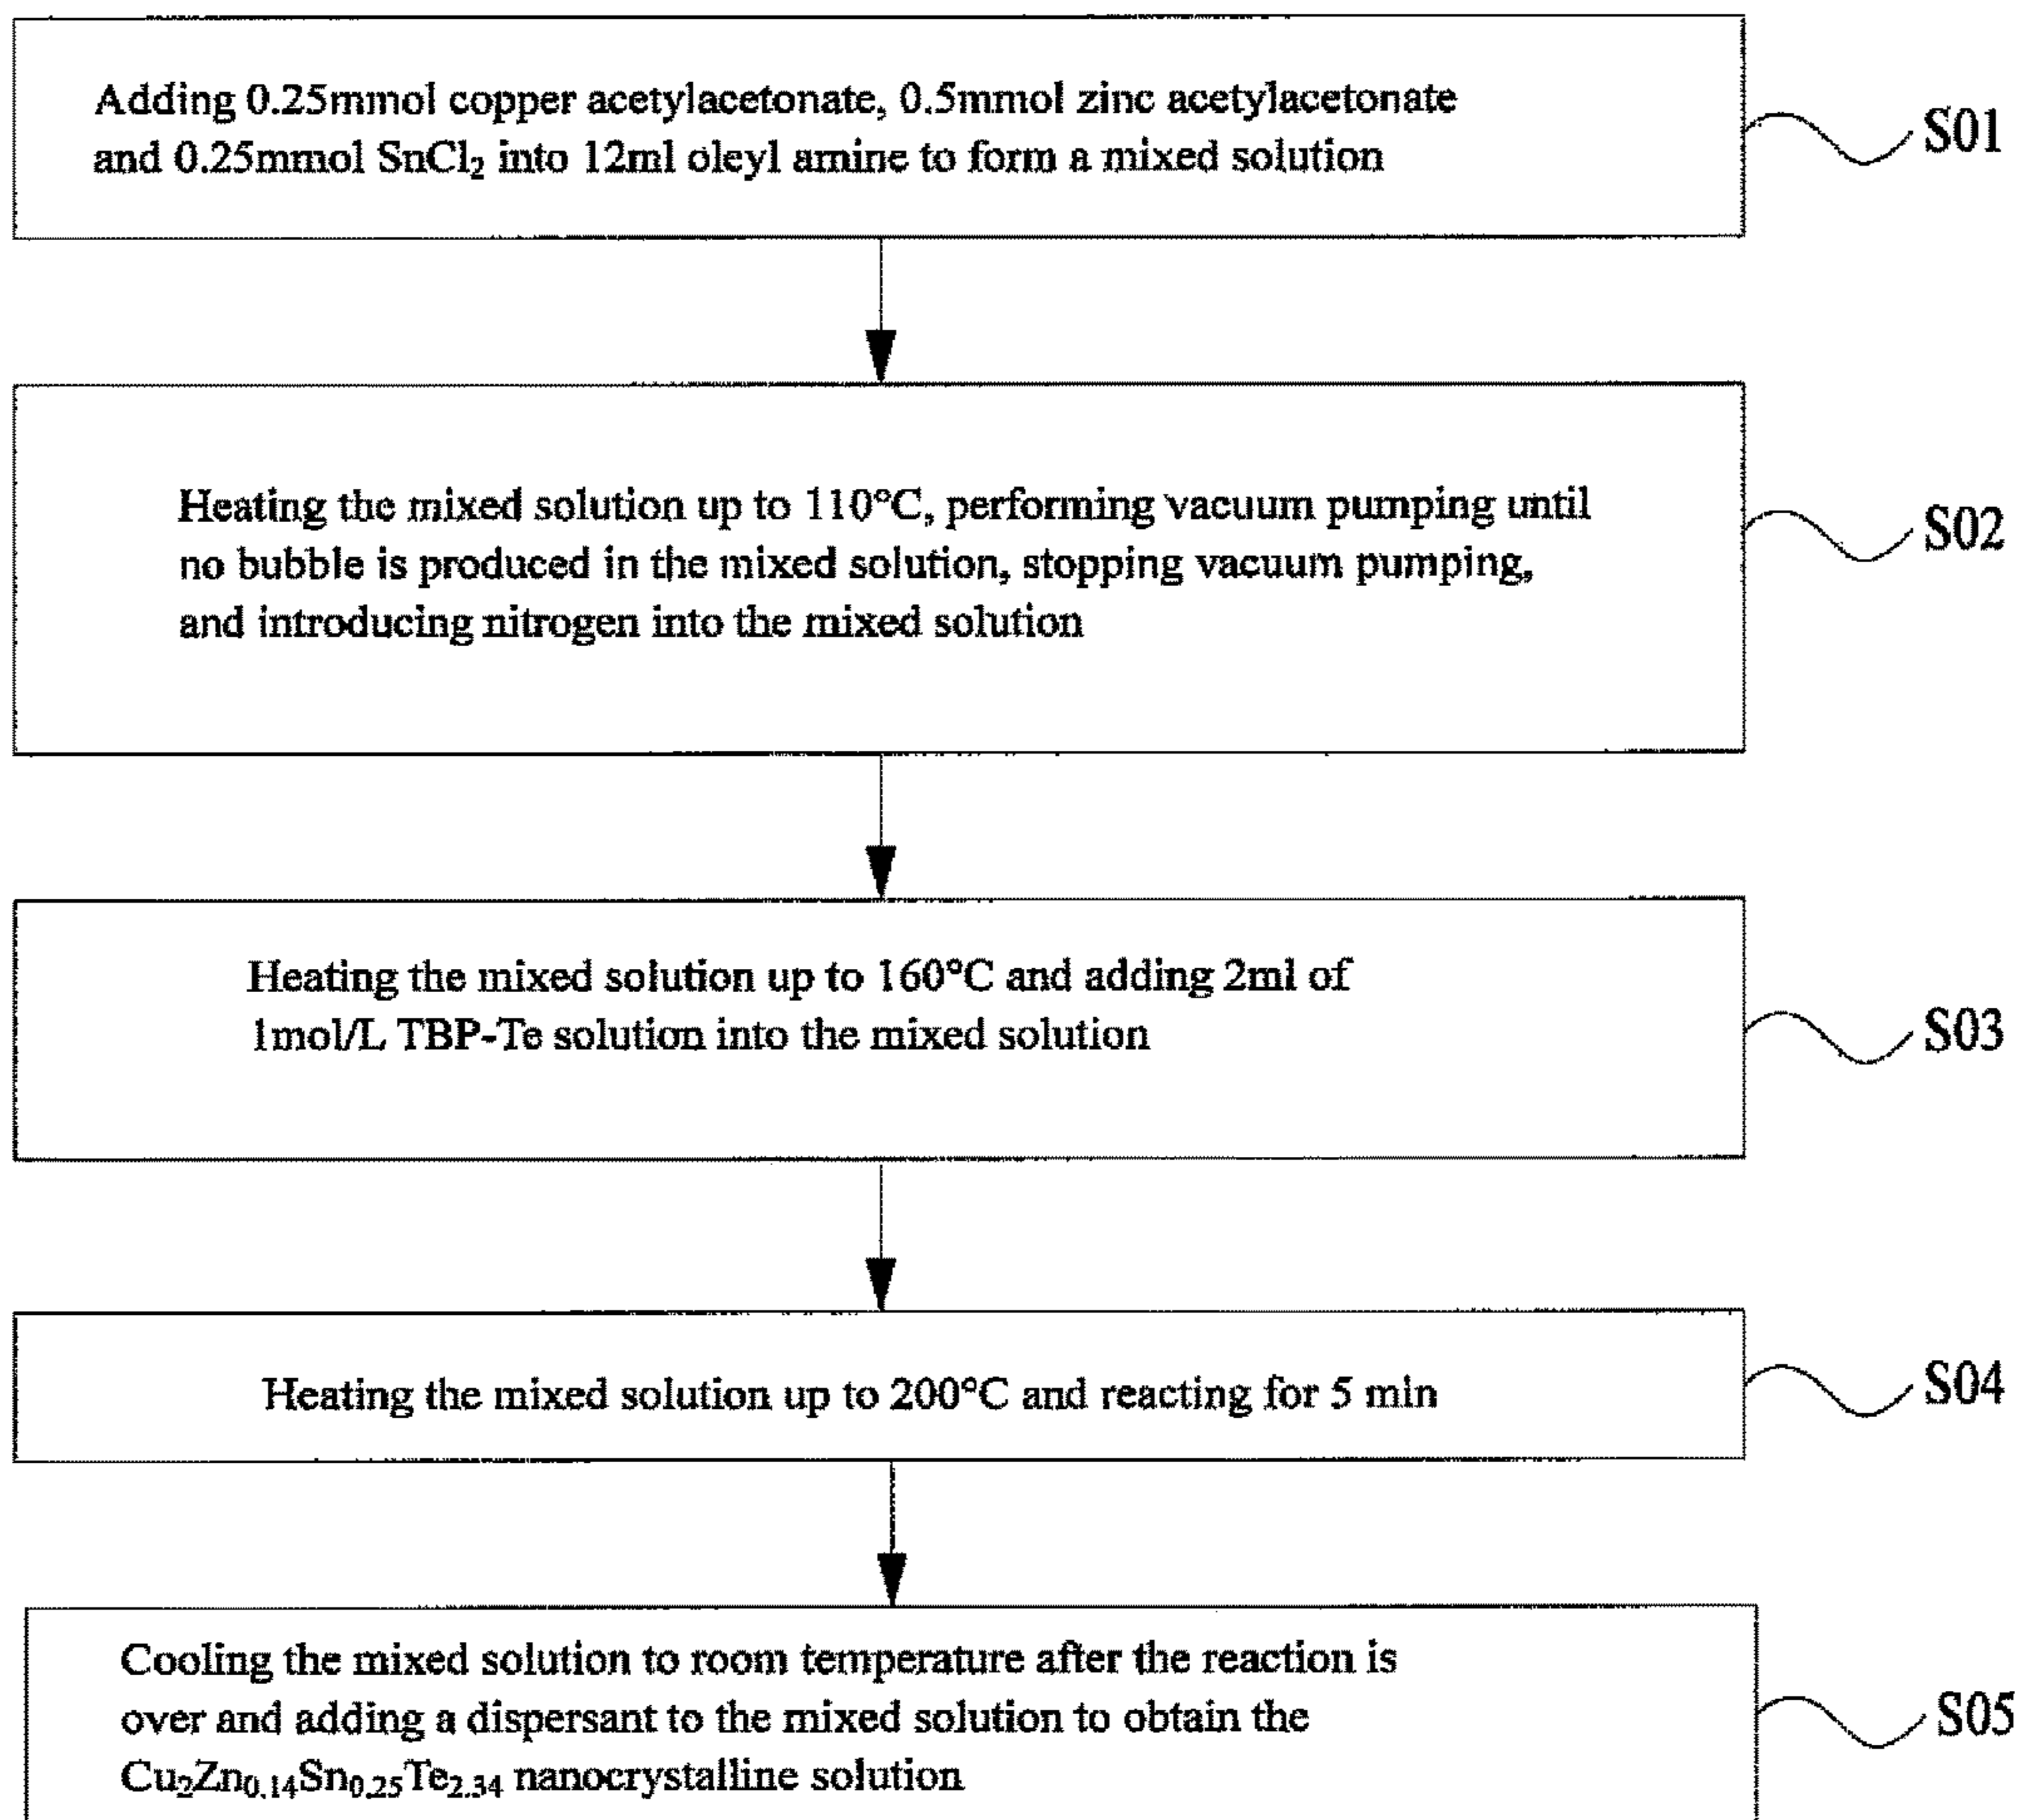 Adding 0.25mmol copper acetylacetonate, 0.5mmol zinc acetylacetonate
and 0.25mmol SnCl₂ into 12ml oleyl amine to form a mixed solution
S01
Heating the mixed solution up to 110°C, performing vacuum pumping until
no bubble is produced in the mixed solution, stopping vacuum pumping,
and introducing nitrogen into the mixed solution
S02
Heating the mixed solution up to 160°C and adding 2ml of
1mol/L TBP-Te solution into the mixed solution
S03
Heating the mixed solution up to 200°C and reacting for 5 min
S04
Cooling the mixed solution to room temperature after the reaction is
over and adding a dispersant to the mixed solution to obtain the
Cu₂Zn₀.₁₄Sn₀.₂₅Te₂.₃₄ nanocrystalline solution
S05